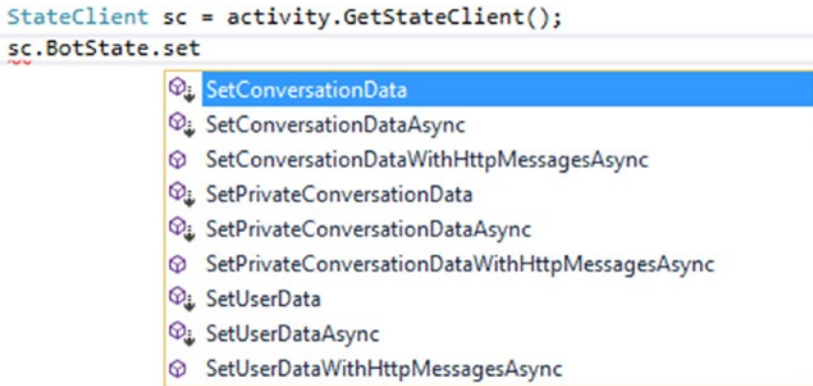 StateClient sc = activity.GetStateClient();
sc.BotState.set
SetConversationData
SetConversationDataAsync
SetConversationDataWithHttpMessagesAsync
SetPrivateConversationData
SetPrivateConversationDataAsync
SetPrivateConversationDataWithHttpMessagesAsync
SetUserData
SetUserDataAsync
SetUserDataWithHttpMessagesAsync